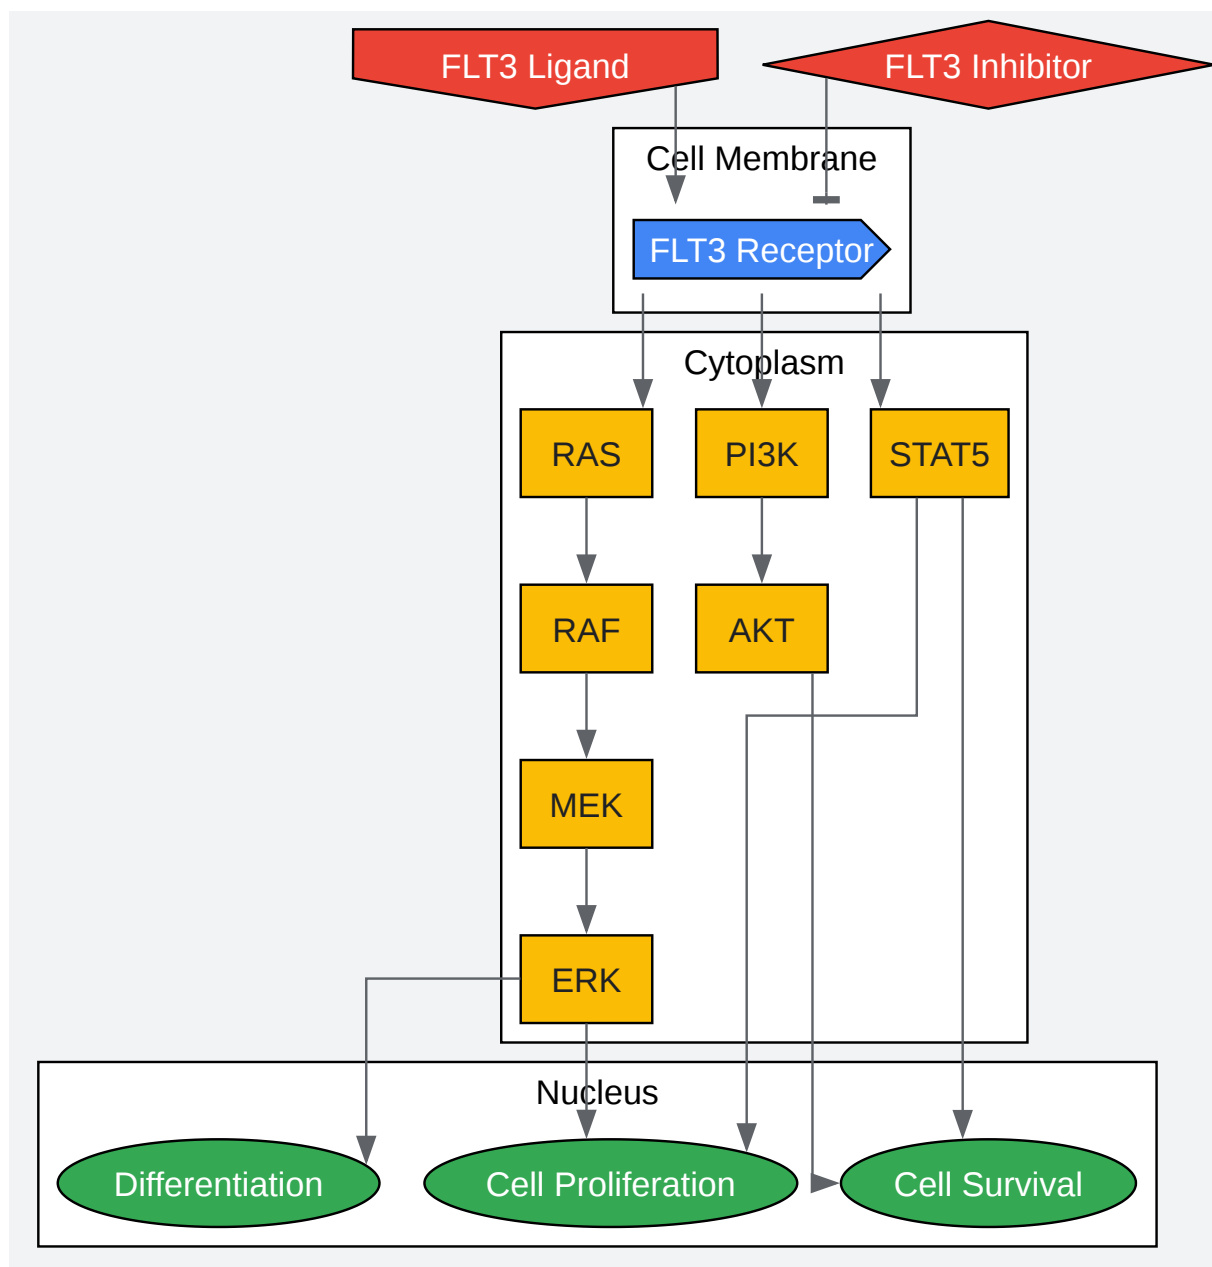 FLT3 Ligand
FLT3 Inhibitor
Cell Membrane
FLT3 Receptor
Cytoplasm
RAS
PI3K
STAT5
RAF
AKT
MEK
ERK
Nucleus
Differentiation
Cell Proliferation
Cell Survival